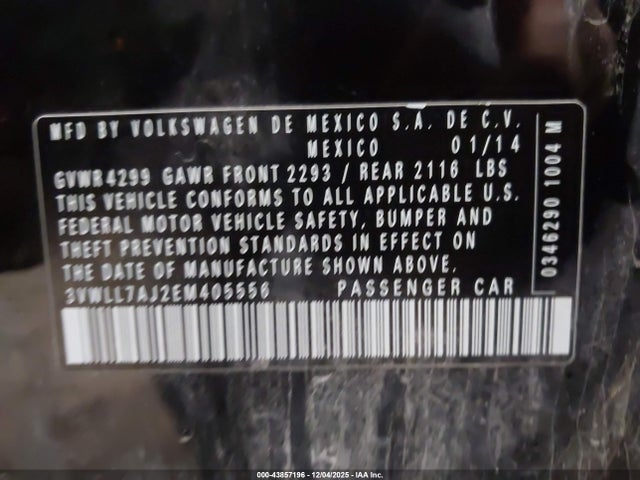 MFD BY VOLKSWAGEN DE MEXICO S.A. DE C.V.
MEXICO 01/14
GVWR 4299 GAWR FRONT 2293 / REAR 2116 LBS
THIS VEHICLE CONFORMS TO ALL APPLICABLE U.S.
FEDERAL MOTOR VEHICLE SAFETY, BUMPER AND
THEFT PREVENTION STANDARDS IN EFFECT ON
THE DATE OF MANUFACTURE SHOWN ABOVE.
3VWLL7AJ2EM405556 PASSENGER CAR
0346290 1004 M
000-43857196 - 12/04/2025 - IAA Inc.